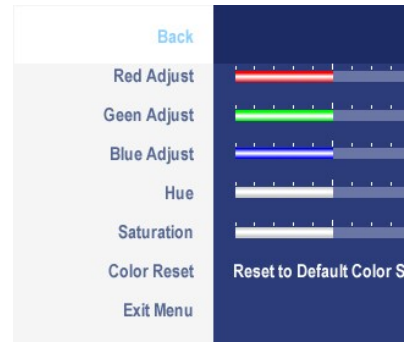 Back
Red Adjust
Geen Adjust
Blue Adjust
Hue
Saturation
Color Reset Reset to Default Color S
Exit Menu